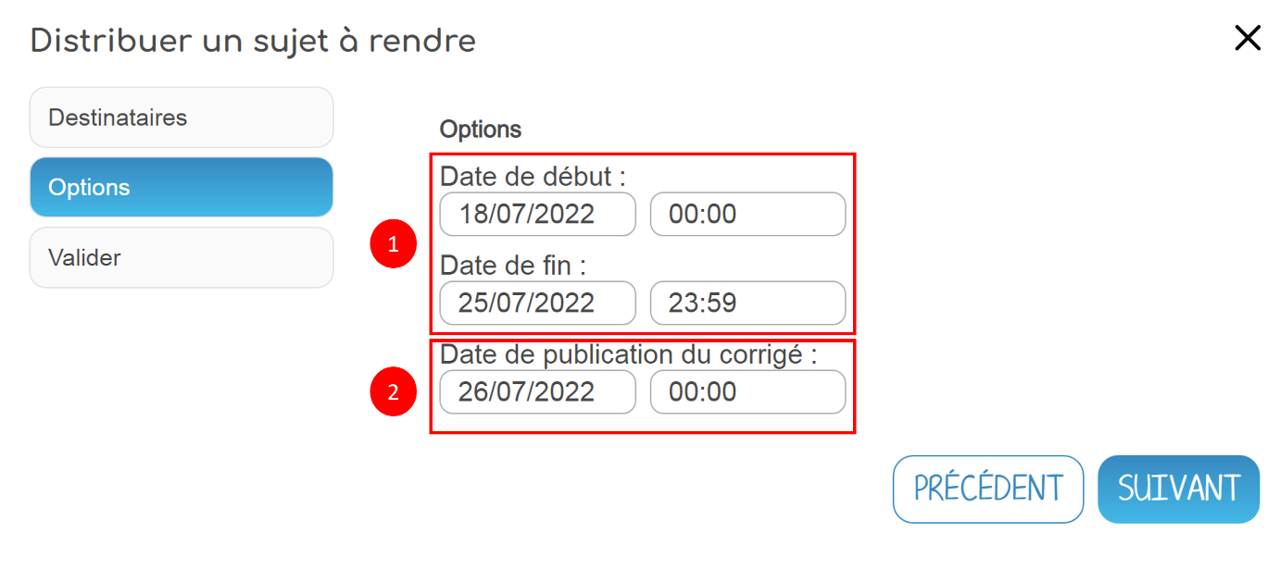 Distribuer un sujet à rendre
Destinataires
Options
Valider
Options
Date de début :
18/07/2022 00:00
1
Date de fin :
25/07/2022 23:59
Date de publication du corrigé :
2
26/07/2022 00:00
PRÉCÉDENT SUIVANT